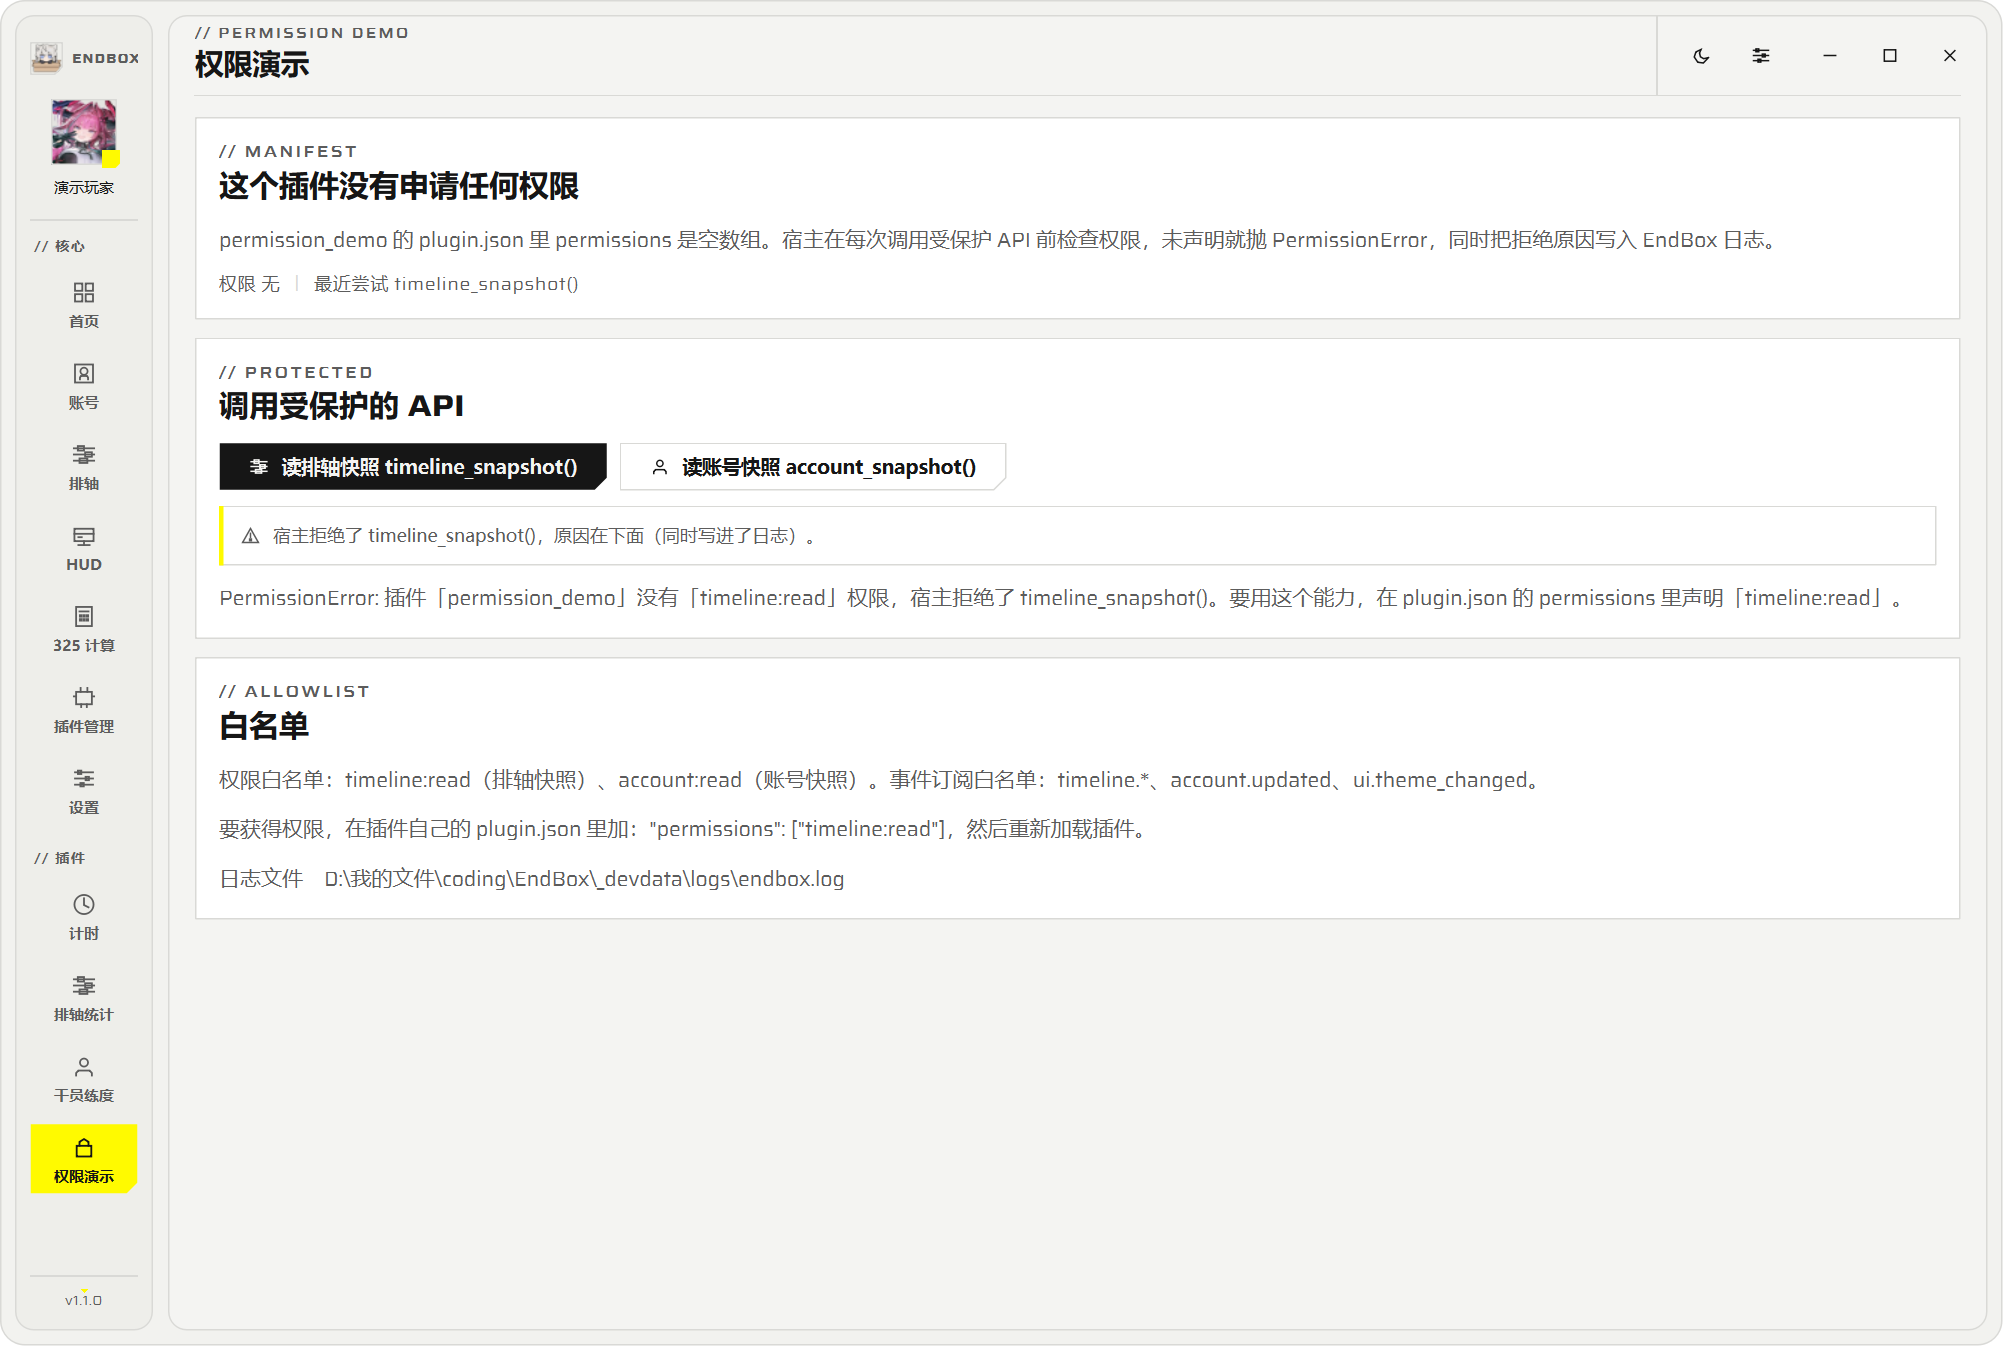 ENDBOX
演示玩家
// 核心
首页
账号
排轴
HUD
325 计算
插件管理
设置
// 插件
计时
排轴统计
干员练度
权限演示
v1.1.0
// PERMISSION DEMO
权限演示
// MANIFEST
这个插件没有申请任何权限
permission_demo 的 plugin.json 里 permissions 是空数组。宿主在每次调用受保护 API 前检查权限，未声明就抛 PermissionError，同时把拒绝原因写入 EndBox 日志。
权限 无 | 最近尝试 timeline_snapshot()
// PROTECTED
调用受保护的 API
读排轴快照 timeline_snapshot()
读账号快照 account_snapshot()
宿主拒绝了 timeline_snapshot()，原因在下面（同时写进了日志）。
PermissionError: 插件「permission_demo」没有「timeline:read」权限，宿主拒绝了 timeline_snapshot()。要用这个能力，在 plugin.json 的 permissions 里声明「timeline:read」。
// ALLOWLIST
白名单
权限白名单：timeline:read（排轴快照）、account:read（账号快照）。事件订阅白名单：timeline.*、account.updated、ui.theme_changed。
要获得权限，在插件自己的 plugin.json 里加："permissions": ["timeline:read"]，然后重新加载插件。
日志文件 D:\我的文件\coding\EndBox\_devdata\logs\endbox.log